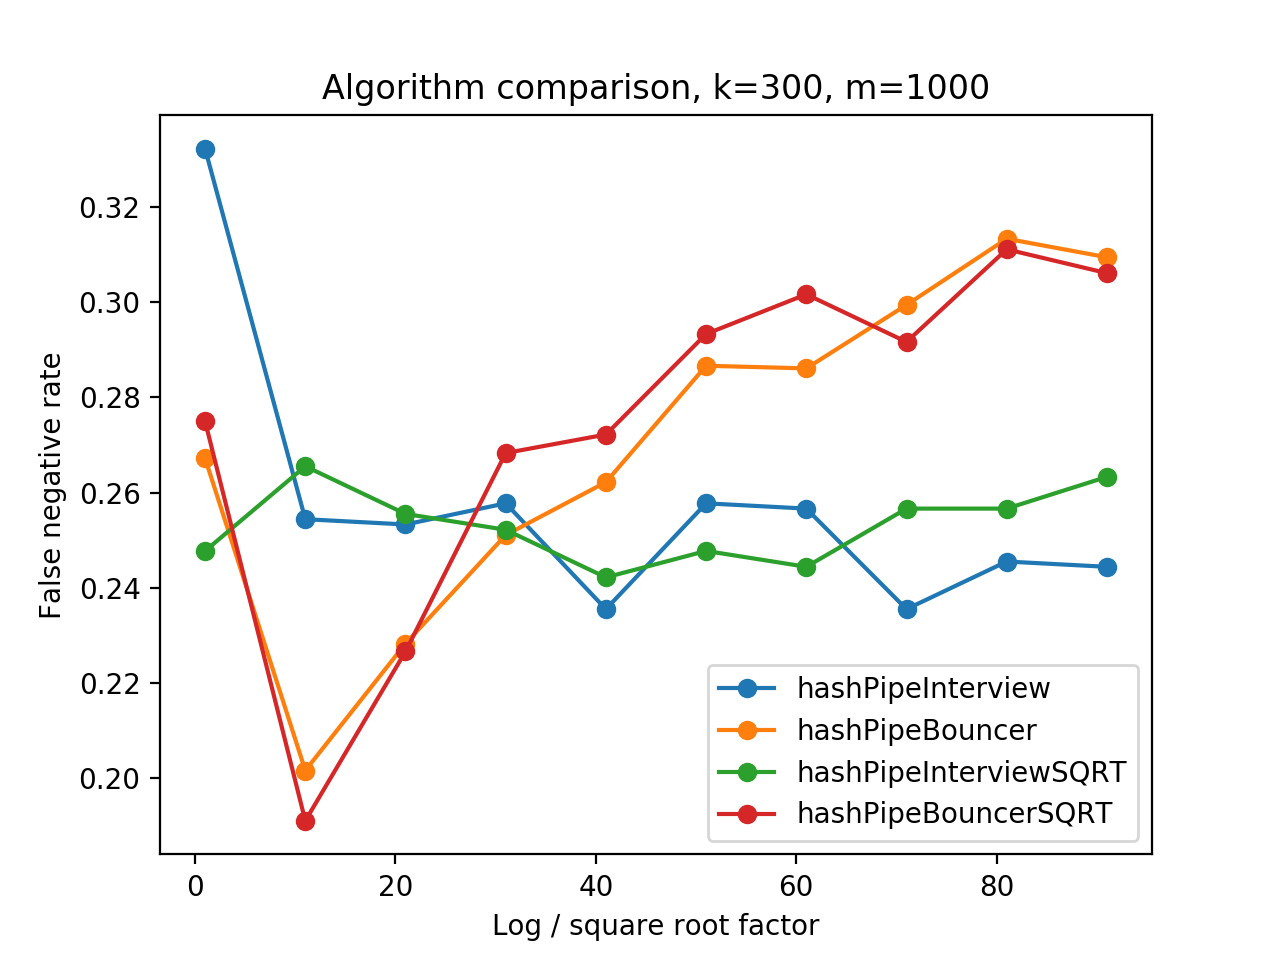 Algorithm comparison, k=300, m=1000
False negative rate
0.32
0.30
0.28
0.26
0.24
0.22
0.20
hashPipeInterview
hashPipeBouncer
hashPipeInterviewSQRT
hashPipeBouncerSQRT
0 20 40 60 80
Log / square root factor